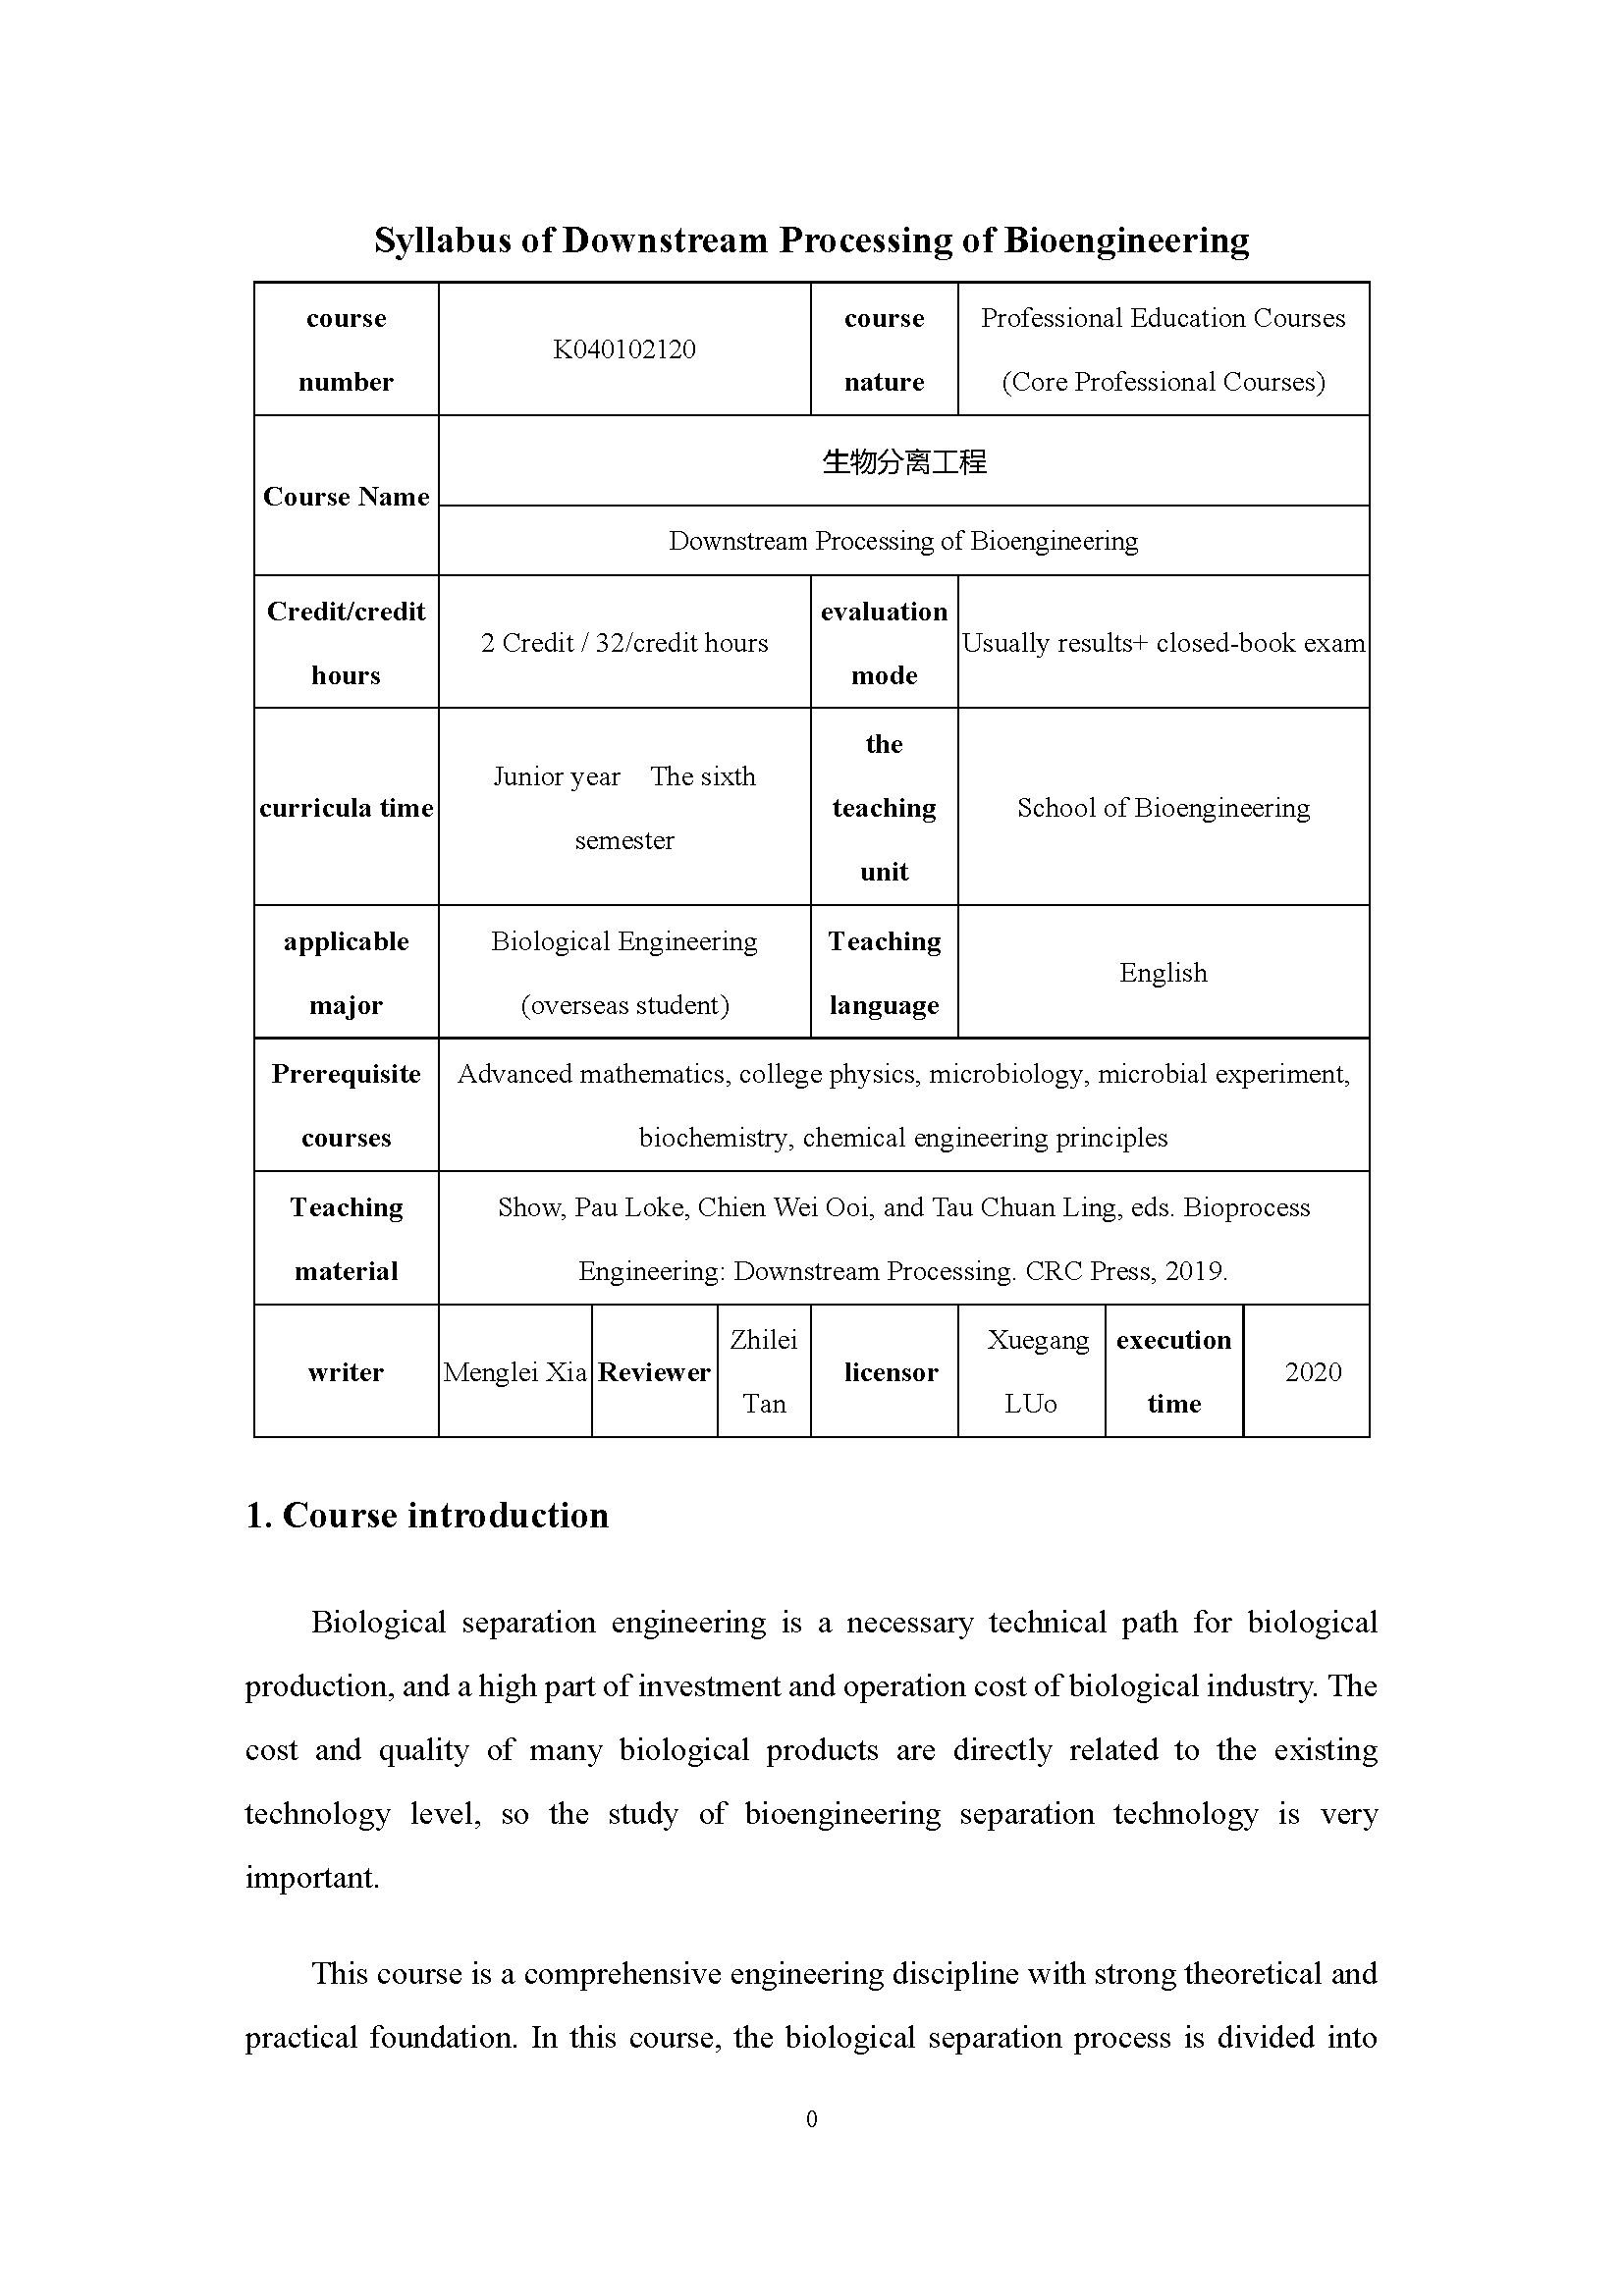 Syllabus of Downstream Processing of Bioengineering
course
number
K040102120
course
nature
Professional Education Courses
(Core Professional Courses)
Course Name
生物分离工程
Downstream Processing of Bioengineering
Credit/credit
hours
2 Credit / 32/credit hours
evaluation
mode
Usually results+ closed-book exam
curricula time
Junior year The sixth
semester
the
teaching
unit
School of Bioengineering
applicable
major
Biological Engineering
(overseas student)
Teaching
language
English
Prerequisite
courses
Advanced mathematics, college physics, microbiology, microbial experiment,
biochemistry, chemical engineering principles
Teaching
material
Show, Pau Loke, Chien Wei Ooi, and Tau Chuan Ling, eds. Bioprocess
Engineering: Downstream Processing. CRC Press, 2019.
writer
Menglei Xia
Reviewer
Zhilei
Tan
licensor
Xuegang
LUo
execution
time
2020
1. Course introduction
Biological separation engineering is a necessary technical path for biological
production, and a high part of investment and operation cost of biological industry. The
cost and quality of many biological products are directly related to the existing
technology level, so the study of bioengineering separation technology is very
important.
This course is a comprehensive engineering discipline with strong theoretical and
practical foundation. In this course, the biological separation process is divided into
0